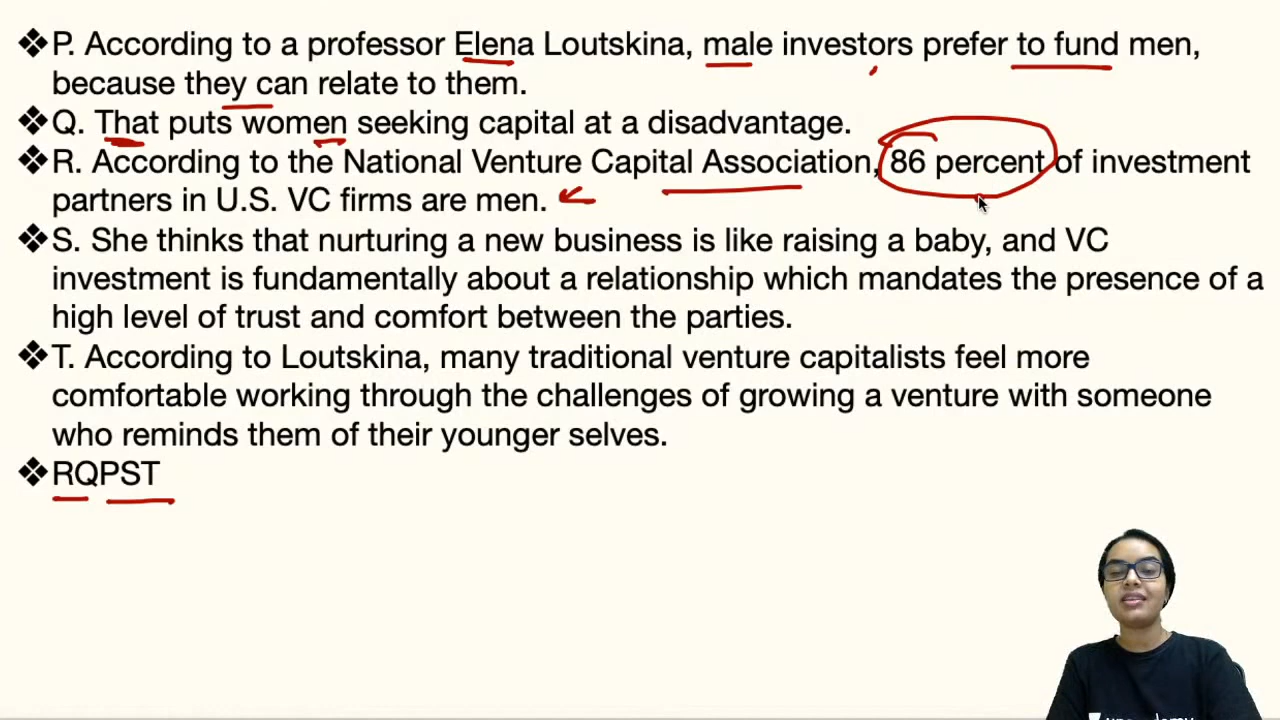 ❖P. According to a professor Elena Loutskina, male investors prefer to fund men,
because they can relate to them.
❖Q. That puts women seeking capital at a disadvantage.
❖R. According to the National Venture Capital Association, 86 percent of investment
partners in U.S. VC firms are men.
❖S. She thinks that nurturing a new business is like raising a baby, and VC
investment is fundamentally about a relationship which mandates the presence of a
high level of trust and comfort between the parties.
❖T. According to Loutskina, many traditional venture capitalists feel more
comfortable working through the challenges of growing a venture with someone
who reminds them of their younger selves.
❖RQPST